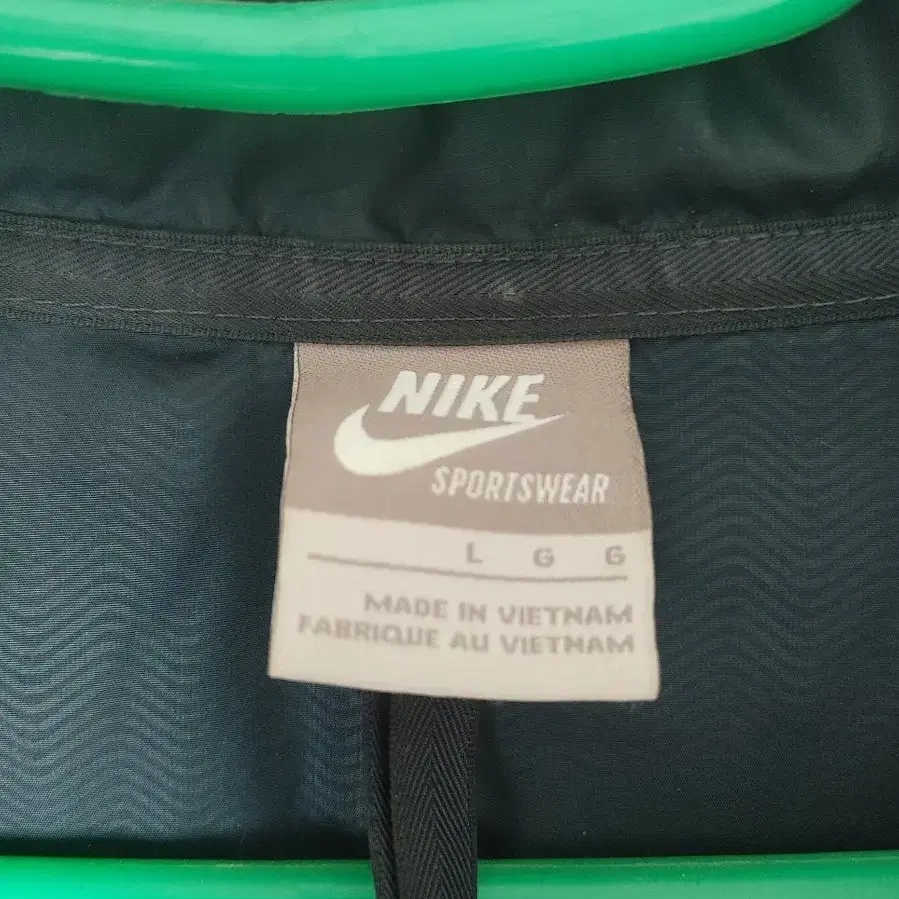 NIKE
SPORTSWEAR
L G G
MADE IN VIETNAM
FABRIQUE AU VIETNAM